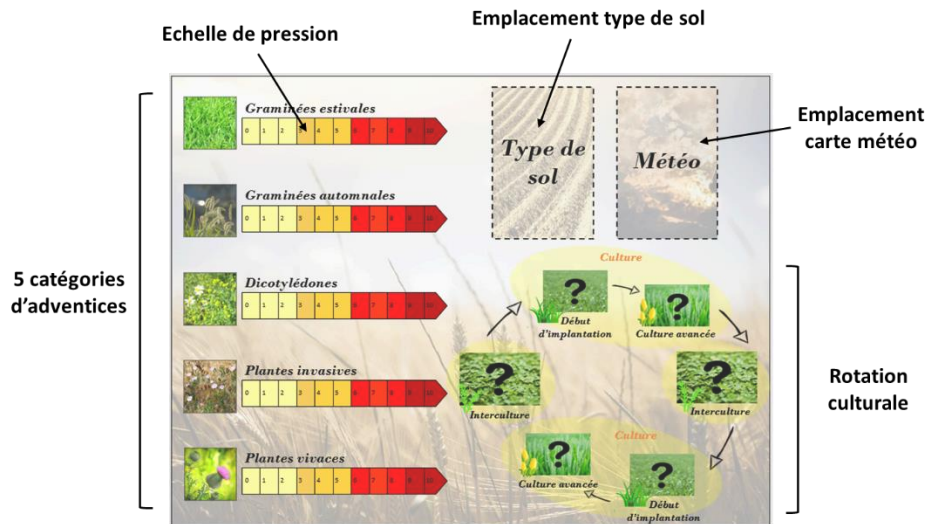 Echelle de pression
Emplacement type de sol
Emplacement
carte météo
5 catégories
d'adventices
Graminées estivales
0 1 2 3 4 5 6 7 8 9 10
Graminées automnales
0 1 2 3 4 5 6 7 8 9 10
Dicotylédones
0 1 2 3 4 5 6 7 8 9 10
Plantes invasives
0 1 2 3 4 5 6 7 8 9 10
Plantes vivaces
0 1 2 3 4 5 6 7 8 9 10
Type de
sol
Météo
Culture
?
Début
d'implantation
?
Culture avancée
?
Interculture
?
Interculture
Culture
?
Culture avancée
?
Début
d'implantation
Rotation
culturale